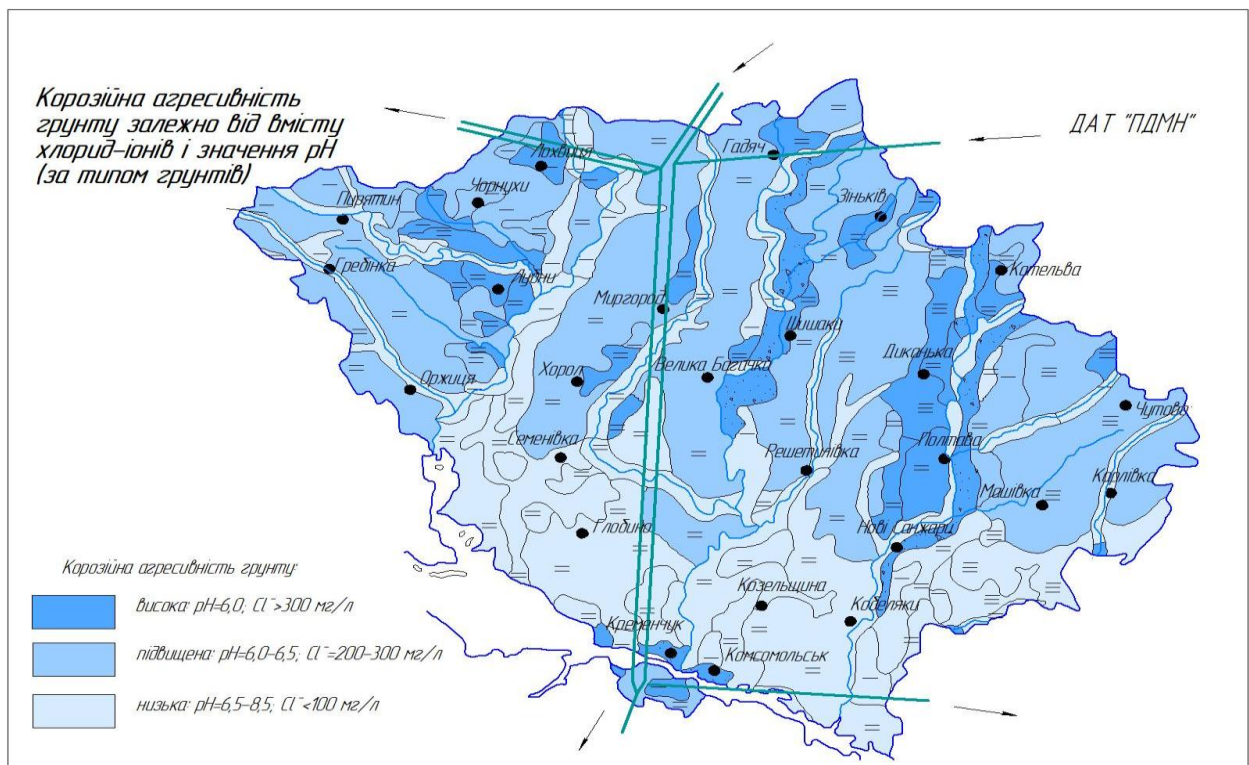 Корозійна агресивність
грунту залежно від вмісту
хлорид-іонів і значення pH
(за типом грунтів)
ДАТ "ПДМН"
Гадяч
Лохвиця
Чорнухи
Пирятин
Зіньків
Гребінка
Лубни
Котельва
Миргород
Шишаки
Велика Багачка
Диканька
Хорол
Оржиця
Чутово
Семенівка
Решетилівка
Полтава
Машівка
Карлівка
Глобино
Нові Санжари
Козельщина
Кобеляки
Кременчук
Комсомольськ
Корозійна агресивність грунту:
висока: pH=6,0; Cl⁻>300 мг/л
підвищена: pH=6,0-6,5; Cl⁻=200-300 мг/л
низька: pH=6,5-8,5; Cl⁻<100 мг/л